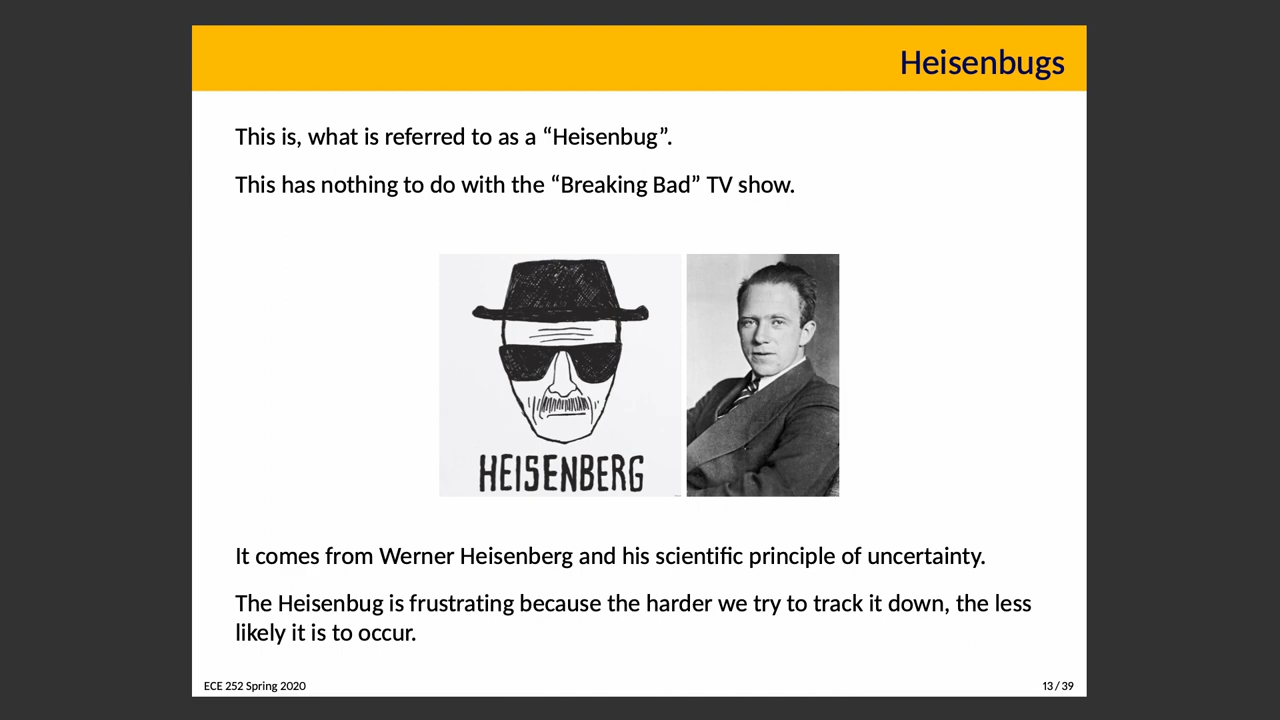 Heisenbugs
This is, what is referred to as a “Heisenbug”.
This has nothing to do with the “Breaking Bad” TV show.
HEISENBERG
It comes from Werner Heisenberg and his scientific principle of uncertainty.
The Heisenbug is frustrating because the harder we try to track it down, the less
likely it is to occur.
ECE 252 Spring 2020
13 / 39